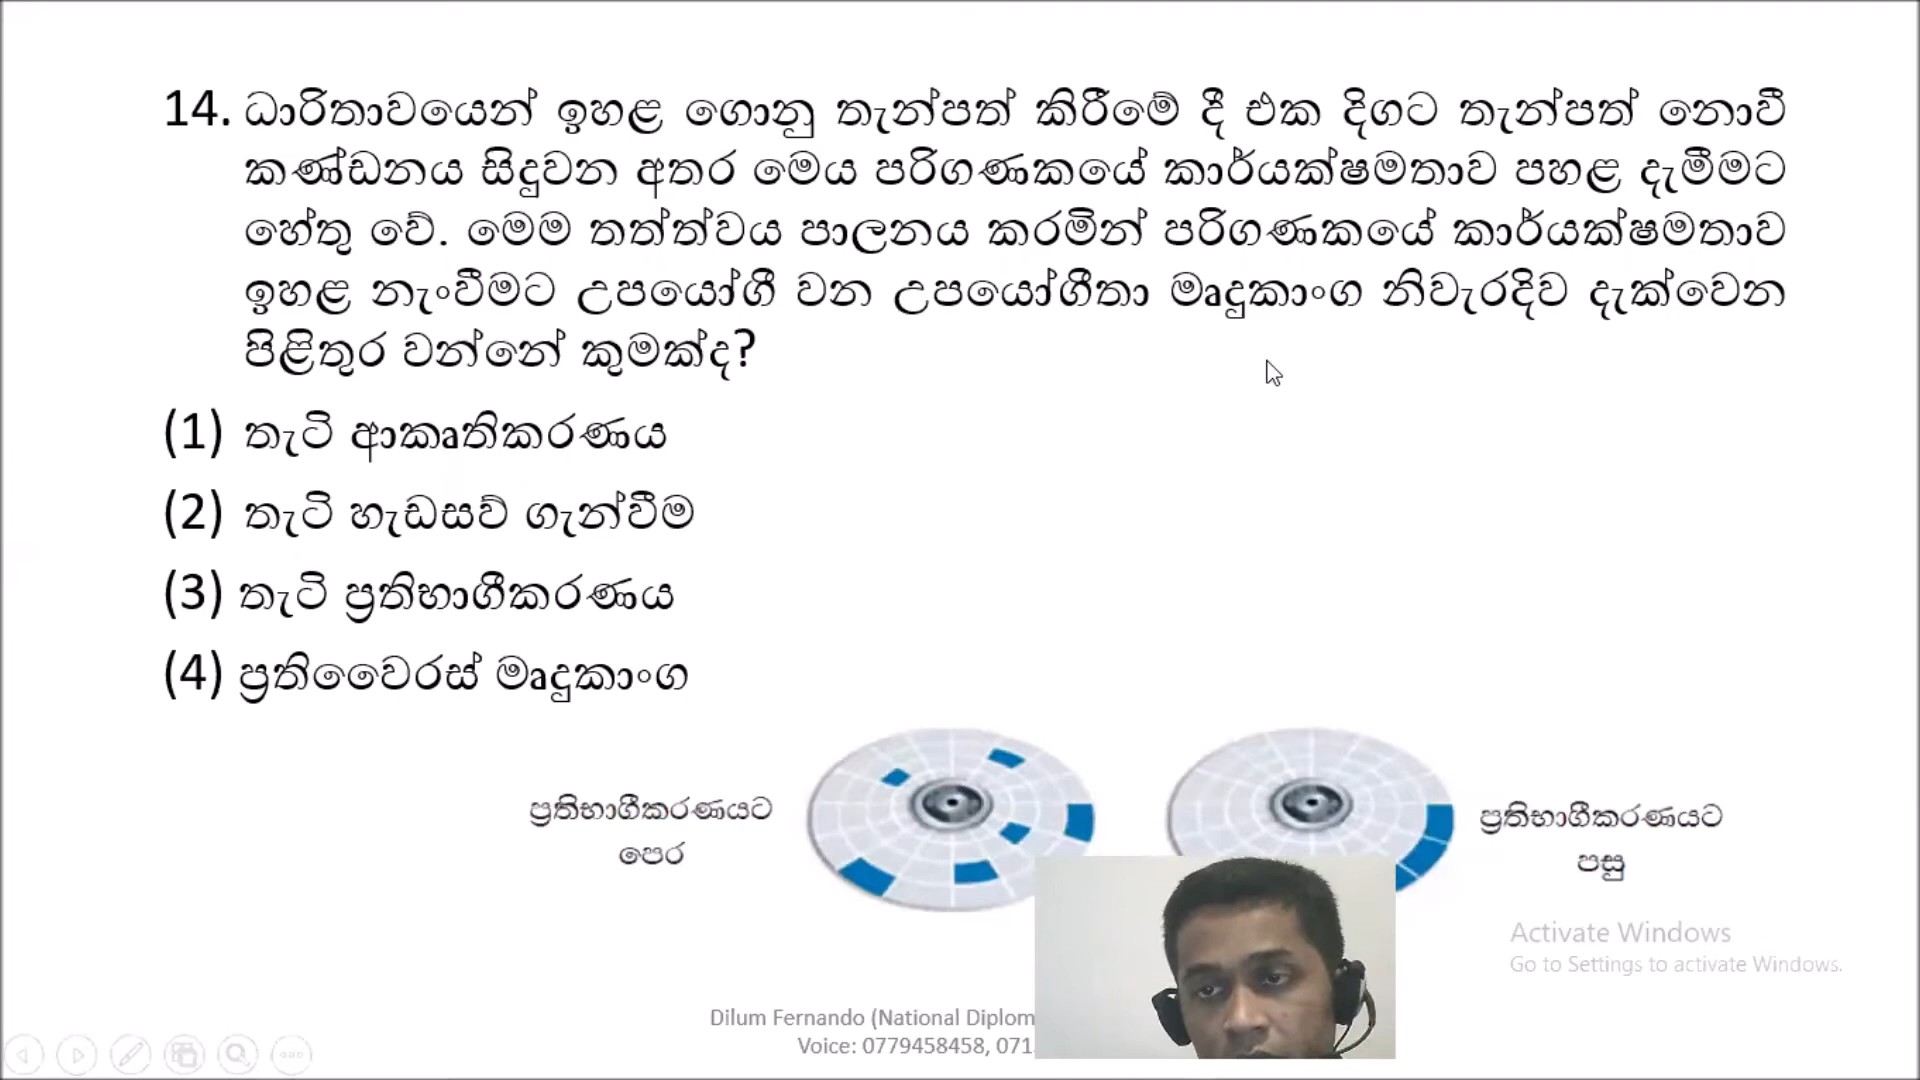 14. ධාරිතාවයෙන් ඉහළ ගොනු තැන්පත් කිරීමේ දී එක දිගට තැන්පත් නොවී
කණ්ඩනය සිදුවන අතර මෙය පරිගණකයේ කාර්යක්ෂමතාව පහළ දැමීමට
හේතු වේ. මෙම තත්ත්වය පාලනය කරමින් පරිගණකයේ කාර්යක්ෂමතාව
ඉහළ නැංවීමට උපයෝගී වන උපයෝගීතා මෘදුකාංග නිවැරදිව දැක්වෙන
පිළිතුර වන්නේ කුමක්ද?
(1) තැටි ආකෘතිකරණය
(2) තැටි හැඩසව් ගැන්වීම
(3) තැටි ප්‍රතිභාගීකරණය
(4) ප්‍රතිවෛරස් මෘදුකාංග
ප්‍රතිභාගීකරණයට
පෙර
ප්‍රතිභාගීකරණයට
පසු
Activate Windows
Go to Settings to activate Windows.
Dilum Fernando (National Diplom
Voice: 0779458458, 071